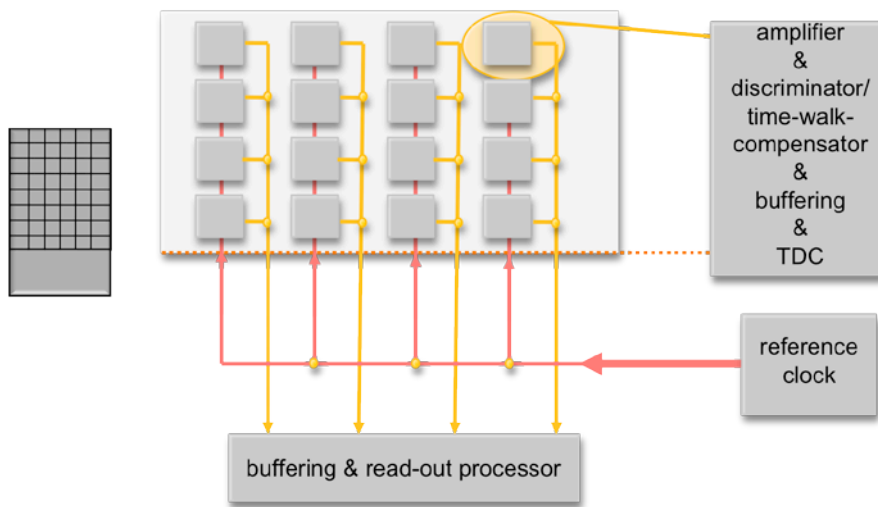 amplifier
&
discriminator/
time-walk-
compensator
&
buffering
&
TDC
reference
clock
buffering & read-out processor